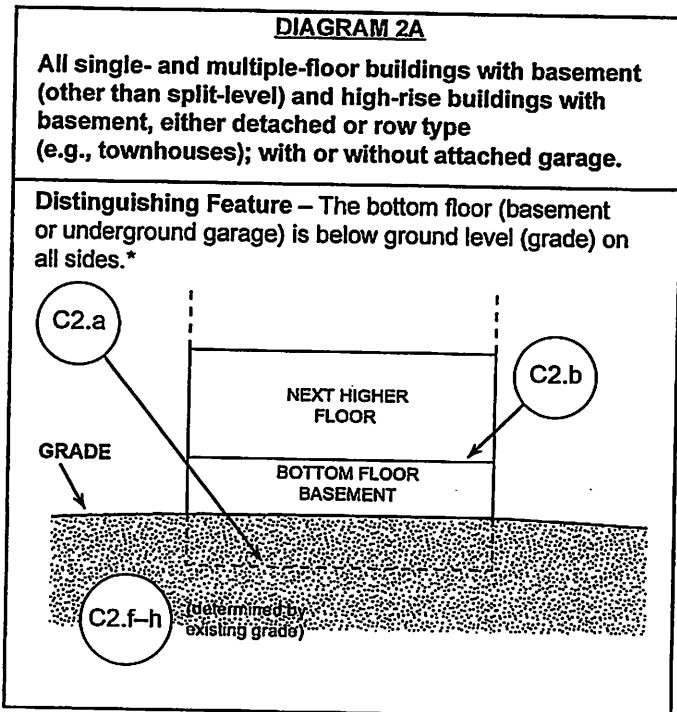 DIAGRAM 2A
All single- and multiple-floor buildings with basement
(other than split-level) and high-rise buildings with
basement, either detached or row type
(e.g., townhouses); with or without attached garage.
Distinguishing Feature – The bottom floor (basement
or underground garage) is below ground level (grade) on
all sides.*
C2.a
C2.b
NEXT HIGHER
FLOOR
GRADE
BOTTOM FLOOR
BASEMENT
C2.f–h
(determined by
existing grade)